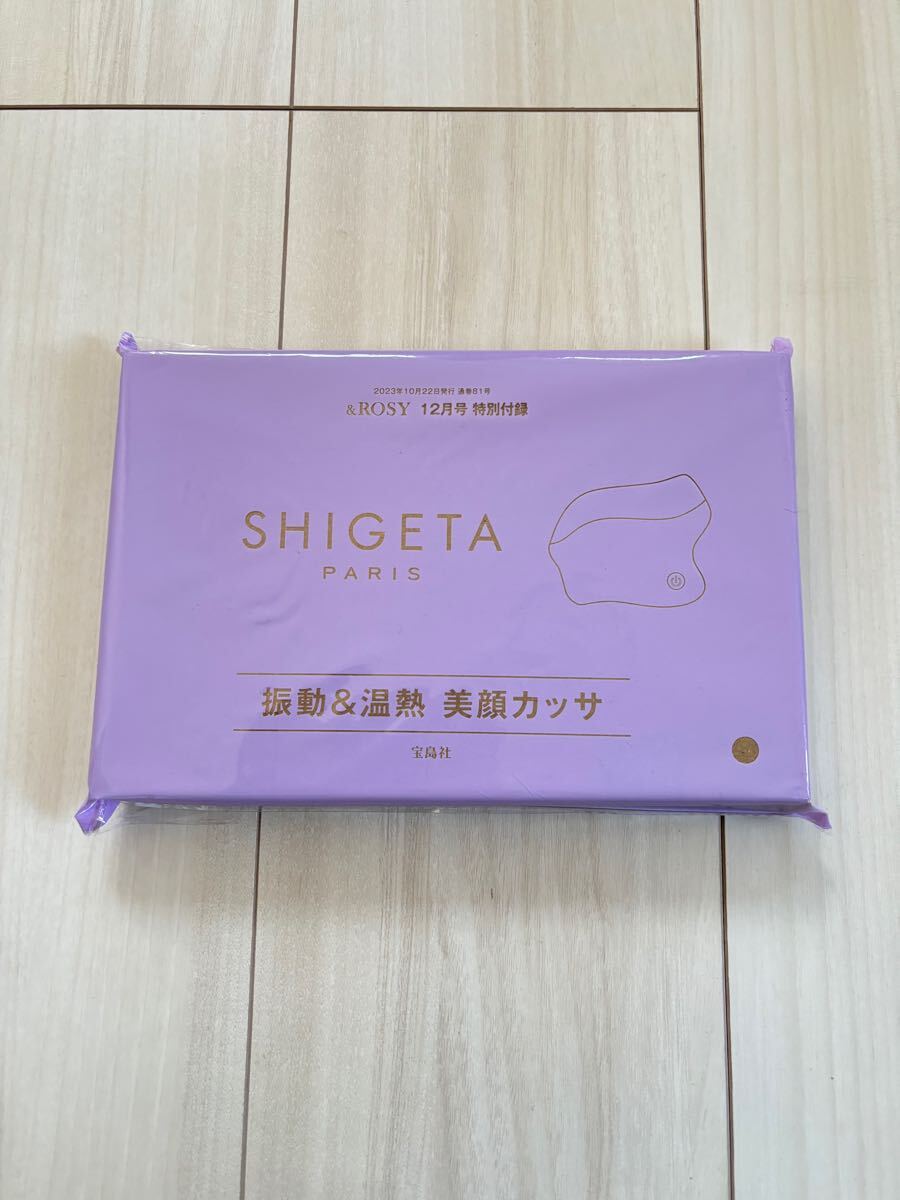 2023年10月22日発行 通巻81号
&ROSY 12月号 特別付録
SHIGETA
PARIS
振動&温熱 美顔カッサ
宝島社